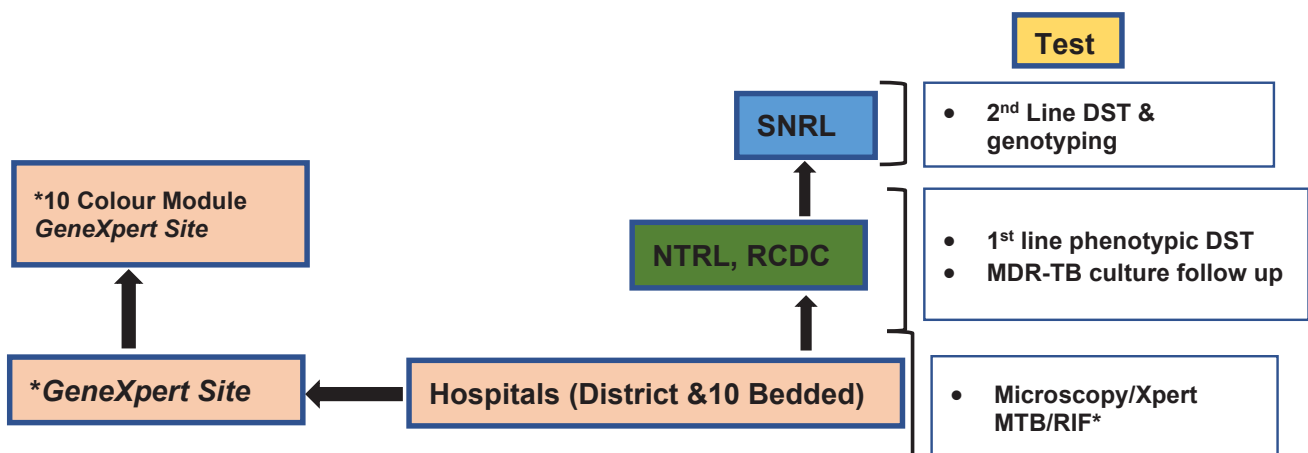 Test
SNRL
• 2nd Line DST &
genotyping
*10 Colour Module
GeneXpert Site
NTRL, RCDC
• 1st line phenotypic DST
• MDR-TB culture follow up
*GeneXpert Site
Hospitals (District &10 Bedded)
• Microscopy/Xpert
MTB/RIF*